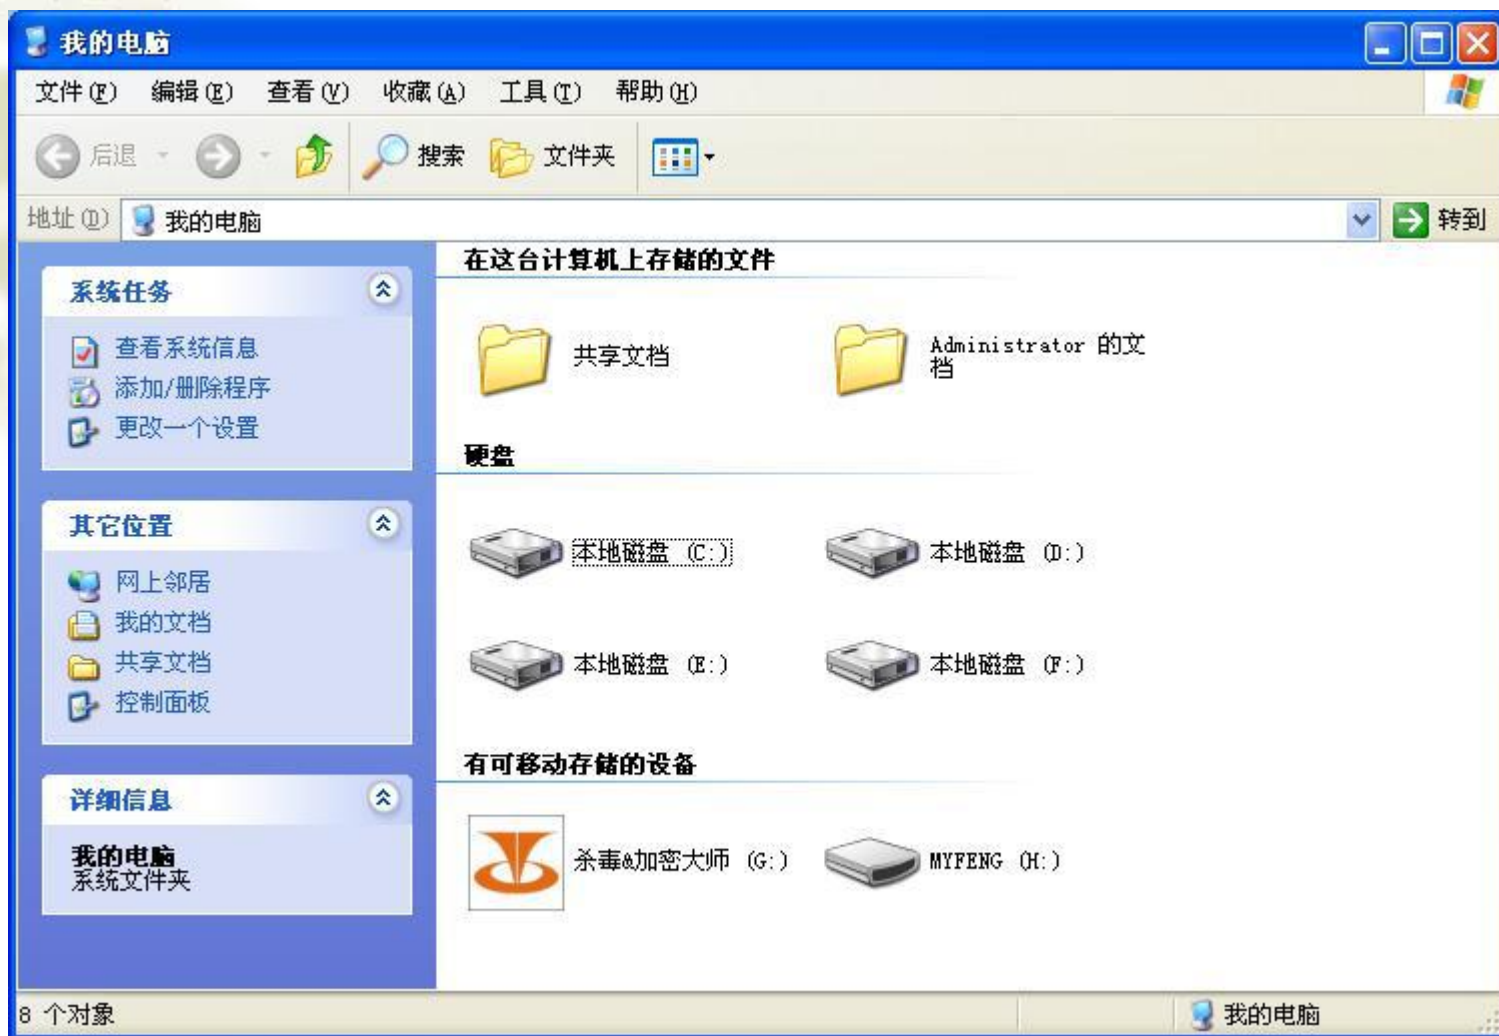 我的电脑
文件(F) 编辑(E) 查看(V) 收藏(A) 工具(T) 帮助(H)
后退 搜索 文件夹
地址(D) 我的电脑 转到
系统任务
查看系统信息
添加/删除程序
更改一个设置
其它位置
网上邻居
我的文档
共享文档
控制面板
详细信息
我的电脑
系统文件夹
在这台计算机上存储的文件
共享文档 Administrator 的文
档
硬盘
本地磁盘 (C:) 本地磁盘 (D:)
本地磁盘 (E:) 本地磁盘 (F:)
有可移动存储的设备
杀毒&加密大师 (G:) MYFENG (H:)
8 个对象 我的电脑